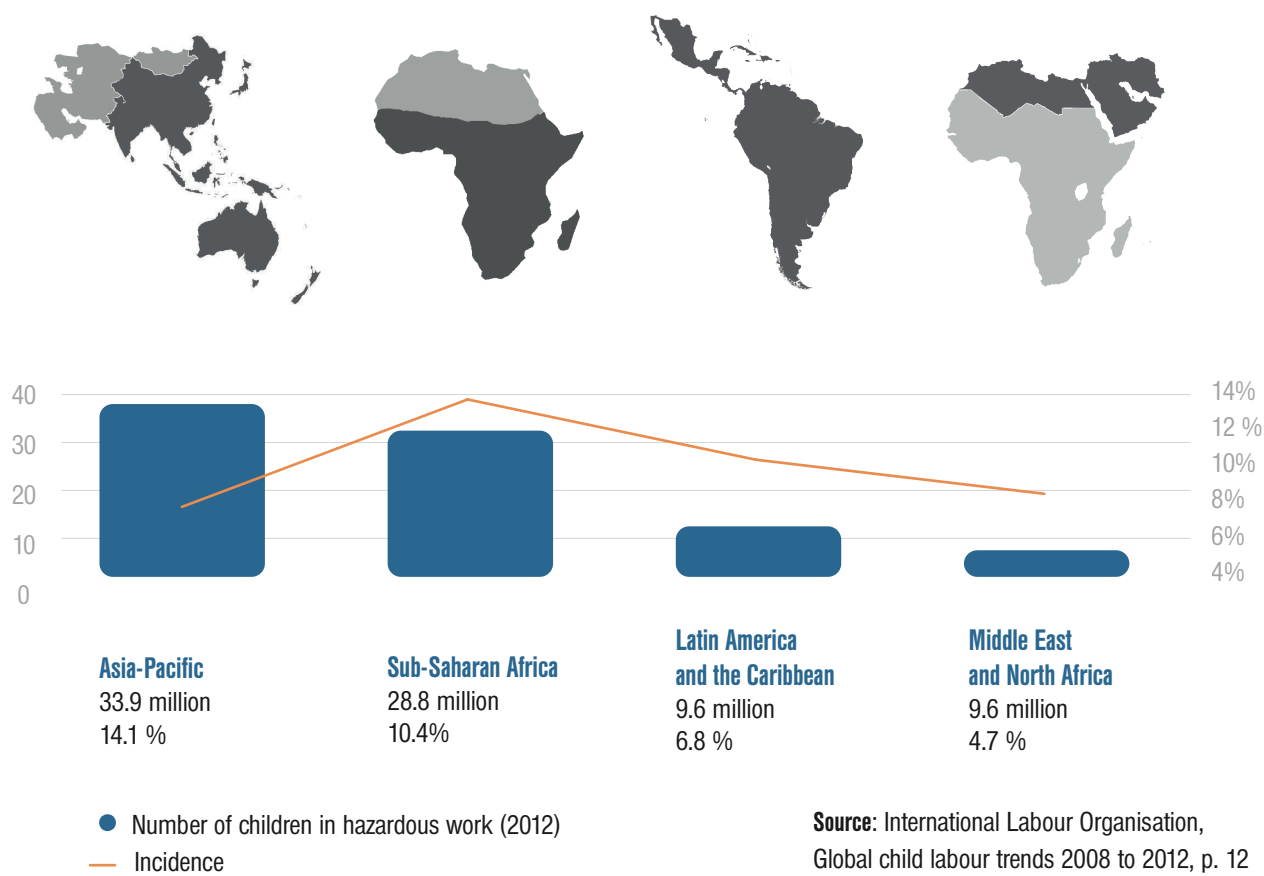 40
30
20
10
0
14%
12 %
10%
8%
6%
4%
Asia-Pacific
33.9 million
14.1 %
Sub-Saharan Africa
28.8 million
10.4%
Latin America
and the Caribbean
9.6 million
6.8 %
Middle East
and North Africa
9.6 million
4.7 %
Number of children in hazardous work (2012)
Incidence
Source: International Labour Organisation,
Global child labour trends 2008 to 2012, p. 12